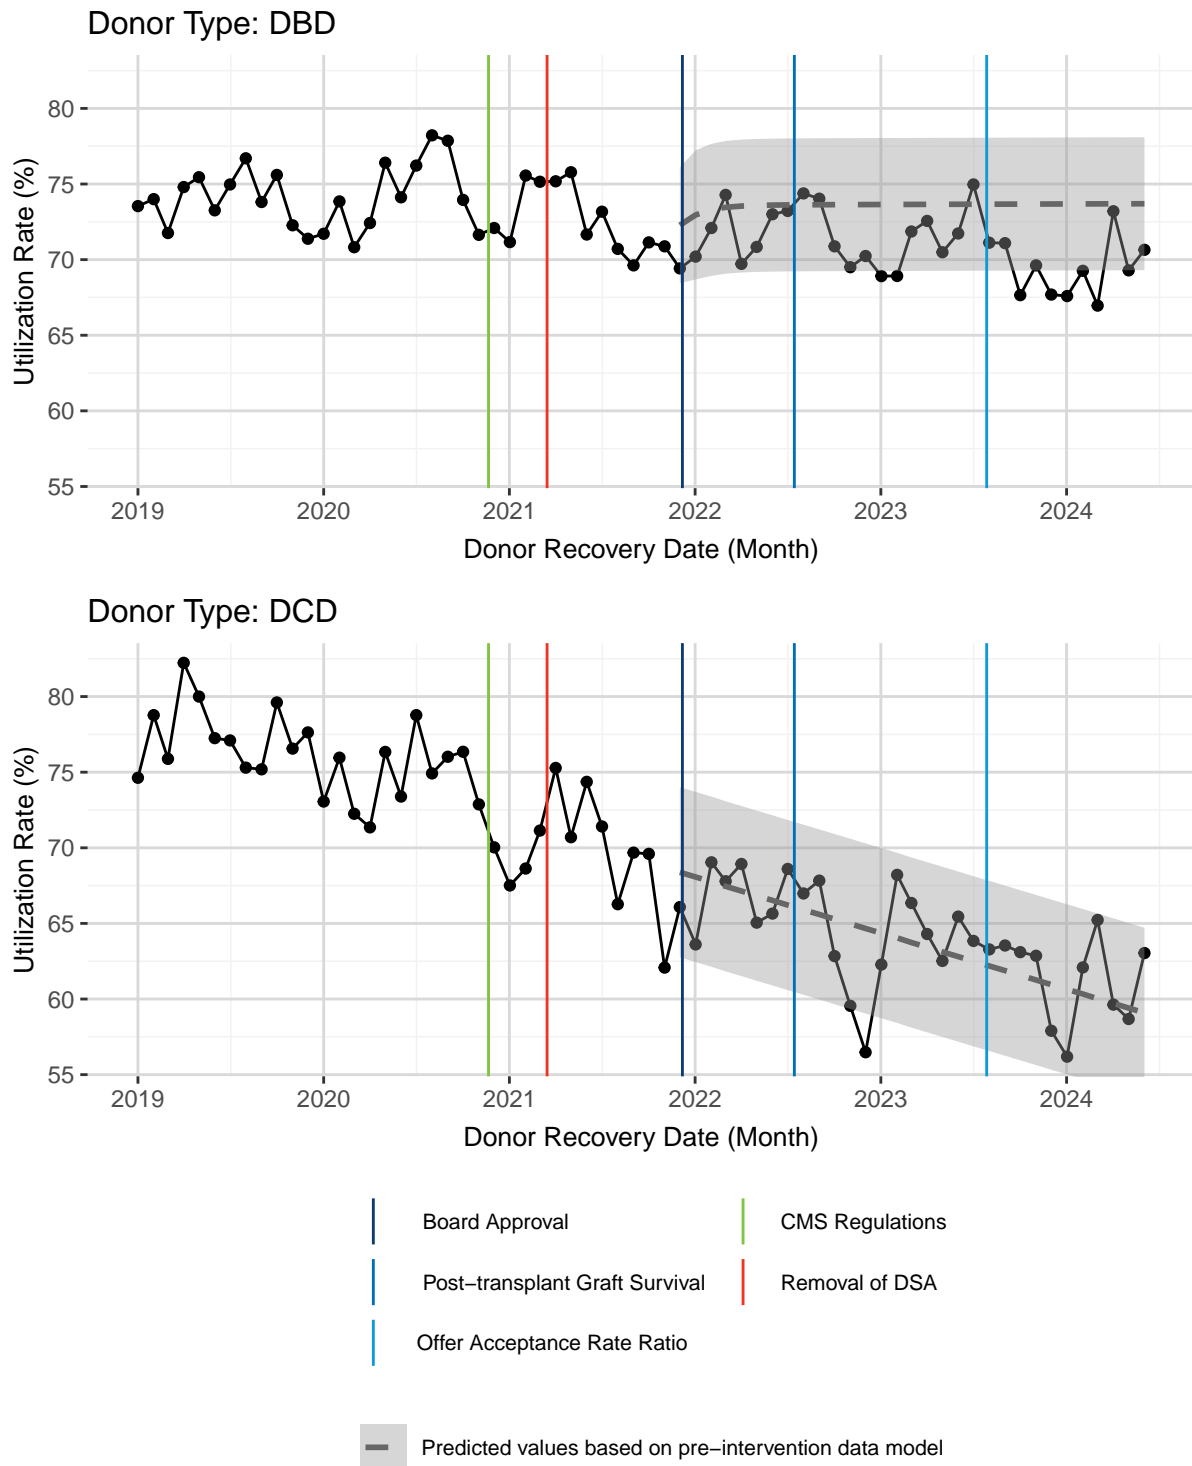 Donor Type: DBD
80
75
70
65
60
55
Utilization Rate (%)
2019 2020 2021 2022 2023 2024
Donor Recovery Date (Month)
Donor Type: DCD
80
75
70
65
60
55
Utilization Rate (%)
2019 2020 2021 2022 2023 2024
Donor Recovery Date (Month)
Board Approval
CMS Regulations
Post−transplant Graft Survival
Removal of DSA
Offer Acceptance Rate Ratio
Predicted values based on pre−intervention data model